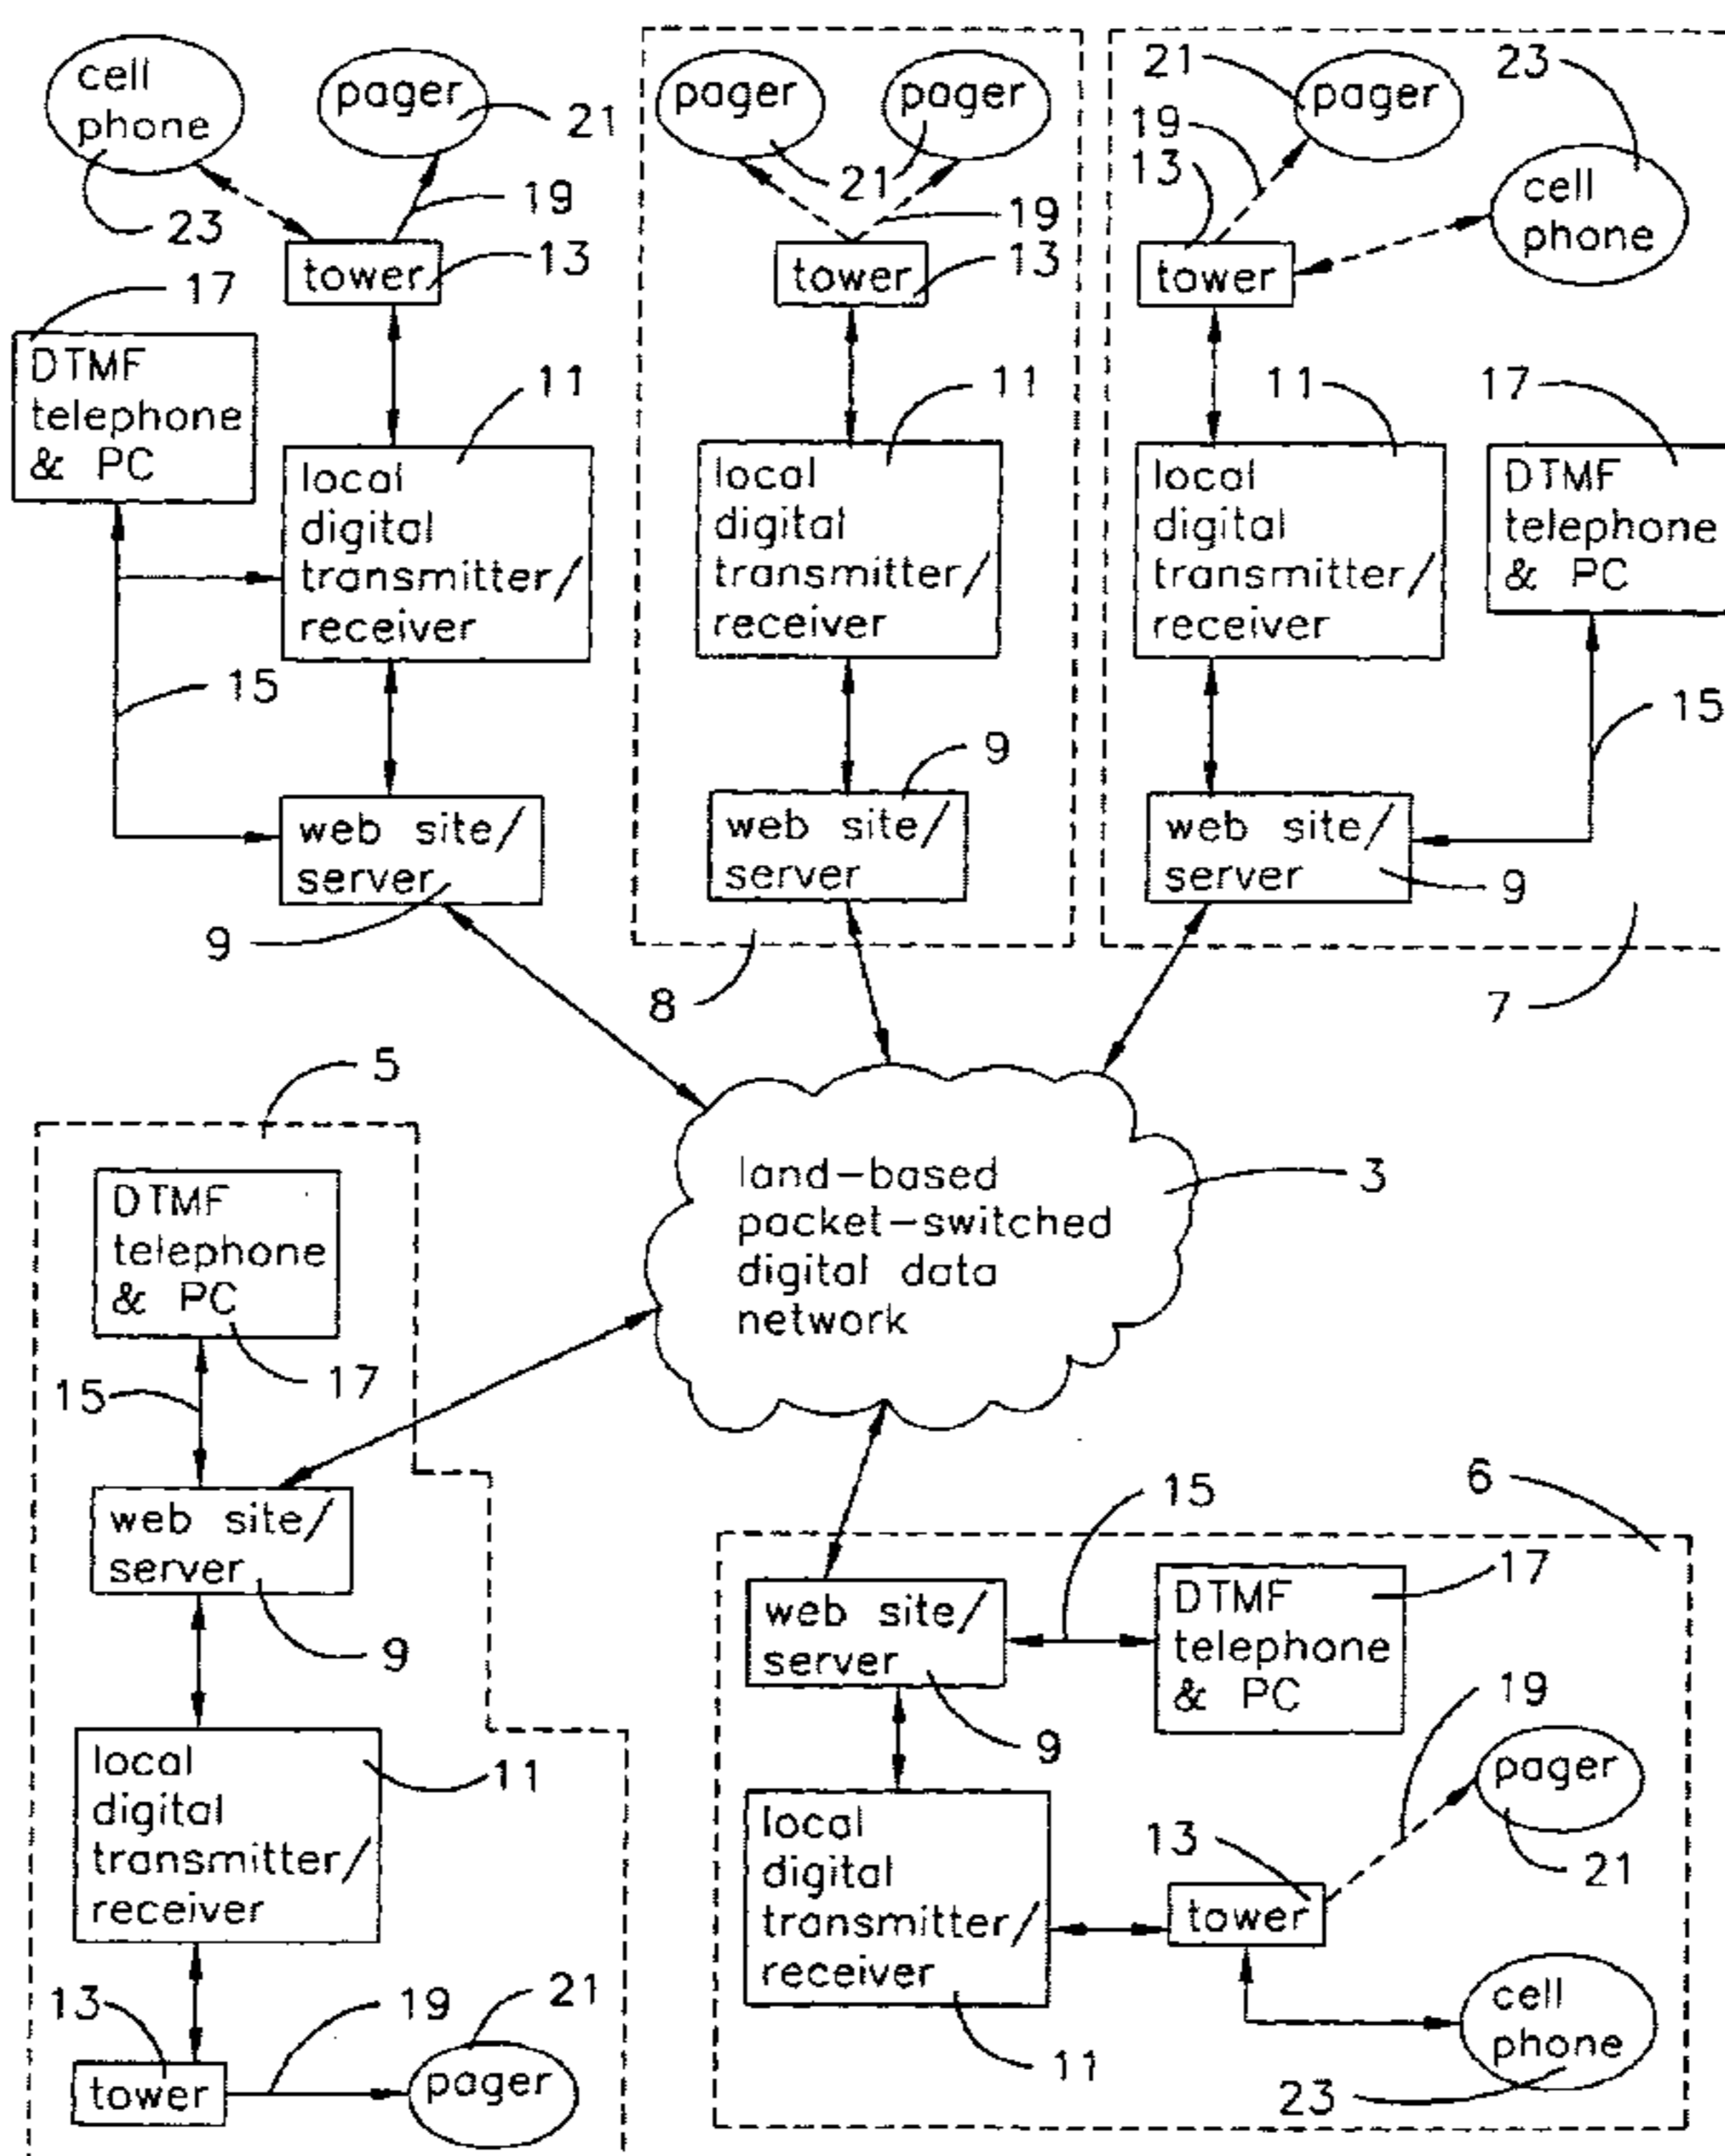 cell
phone
23
pager
21
19
tower
13
17
DTMF
telephone
& PC
11
local
digital
transmitter/
receiver
15
web site/
server
9
pager
pager
21
19
tower
13
11
local
digital
transmitter/
receiver
9
web site/
server
8
21
pager
23
19
13
cell
phone
tower
11
17
local
digital
transmitter/
receiver
DTMF
telephone
& PC
15
web site/
server
9
7
land-based
packet-switched
digital data
network
3
5
DTMF
telephone
& PC
17
15
web site/
server
9
local
digital
transmitter/
receiver
11
13
19
21
tower
pager
6
15
17
web site/
server
DTMF
telephone
& PC
9
19
pager
21
local
digital
transmitter/
receiver
13
tower
11
cell
phone
23